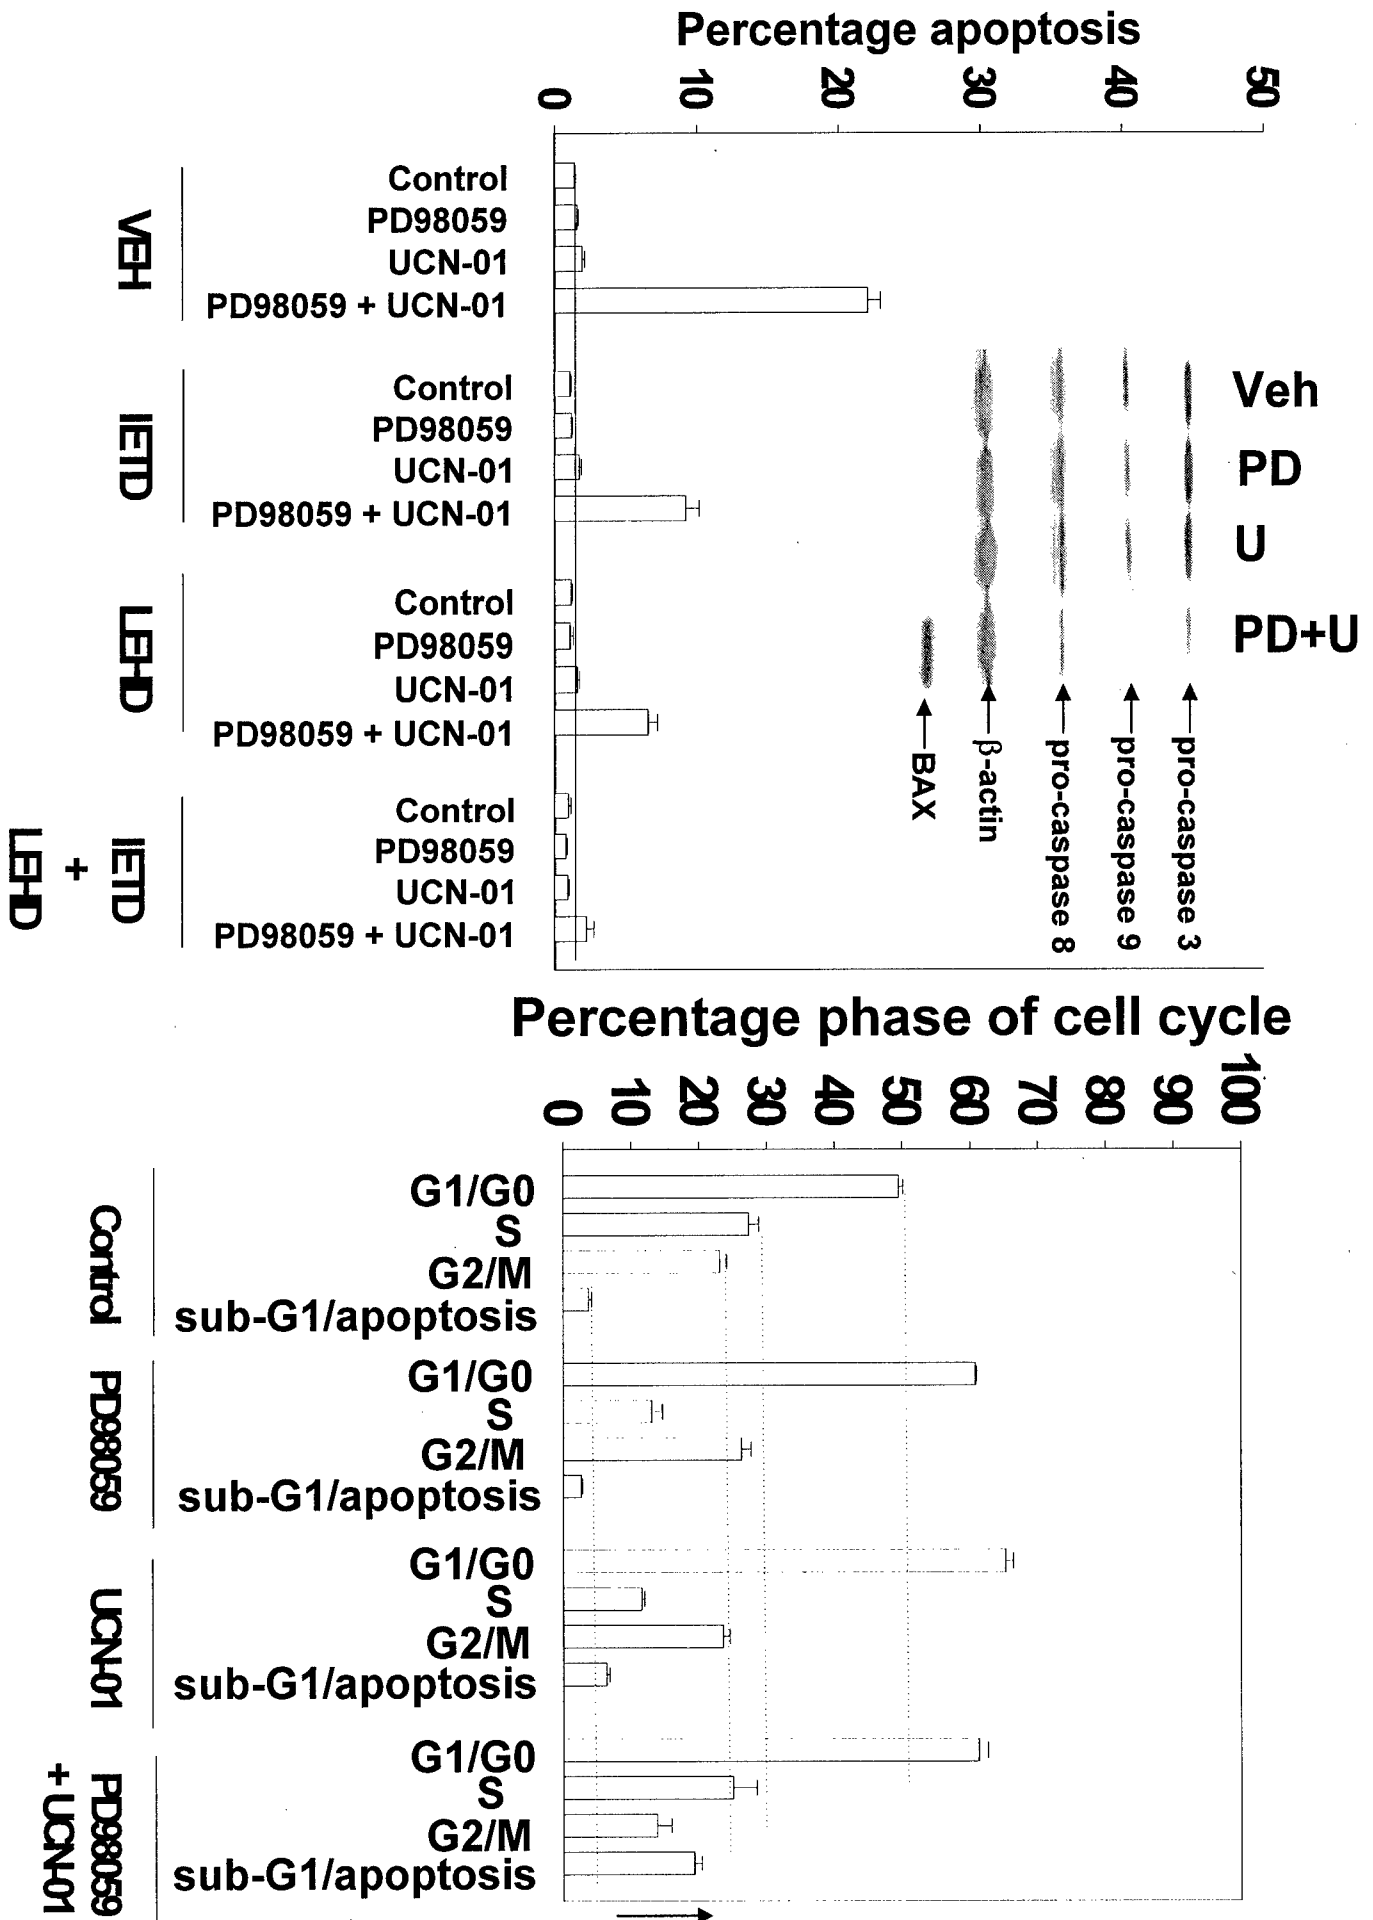 Percentage apoptosis
0
10
20
30
40
50
Control
PD98059
UCN-01
PD98059 + UCN-01
VEH
Control
PD98059
UCN-01
PD98059 + UCN-01
IETD
Control
PD98059
UCN-01
PD98059 + UCN-01
LEHD
Control
PD98059
UCN-01
PD98059 + UCN-01
IETD
+
LEHD
Veh
PD
U
PD+U
pro-caspase 3
pro-caspase 9
pro-caspase 8
β-actin
BAX
Percentage phase of cell cycle
0
10
20
30
40
50
60
70
80
90
100
G1/G0
S
G2/M
sub-G1/apoptosis
Control
G1/G0
S
G2/M
sub-G1/apoptosis
PD98059
G1/G0
S
G2/M
sub-G1/apoptosis
UCN-01
G1/G0
S
G2/M
sub-G1/apoptosis
PD98059
+ UCN-01